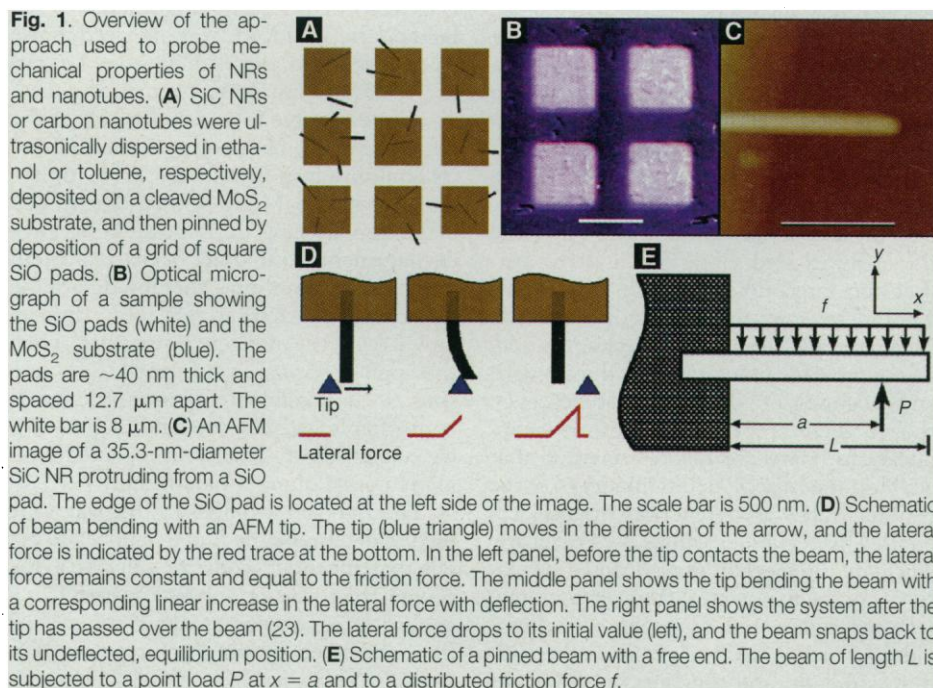 Fig. 1. Overview of the ap-
proach used to probe me-
chanical properties of NRs
and nanotubes. (A) SiC NRs
or carbon nanotubes were ul-
trasonically dispersed in etha-
nol or toluene, respectively,
deposited on a cleaved MoS2
substrate, and then pinned by
deposition of a grid of square
SiO pads. (B) Optical micro-
graph of a sample showing
the SiO pads (white) and the
MoS2 substrate (blue). The
pads are ~40 nm thick and
spaced 12.7 μm apart. The
white bar is 8 μm. (C) An AFM
image of a 35.3-nm-diameter
SiC NR protruding from a SiO
pad. The edge of the SiO pad is located at the left side of the image. The scale bar is 500 nm. (D) Schematic
of beam bending with an AFM tip. The tip (blue triangle) moves in the direction of the arrow, and the lateral
force is indicated by the red trace at the bottom. In the left panel, before the tip contacts the beam, the lateral
force remains constant and equal to the friction force. The middle panel shows the tip bending the beam with
a corresponding linear increase in the lateral force with deflection. The right panel shows the system after the
tip has passed over the beam (23). The lateral force drops to its initial value (left), and the beam snaps back to
its undeflected, equilibrium position. (E) Schematic of a pinned beam with a free end. The beam of length L is
subjected to a point load P at x = a and to a distributed friction force f.
A
B
C
D
Tip
Lateral force
E
y
x
f
P
a
L